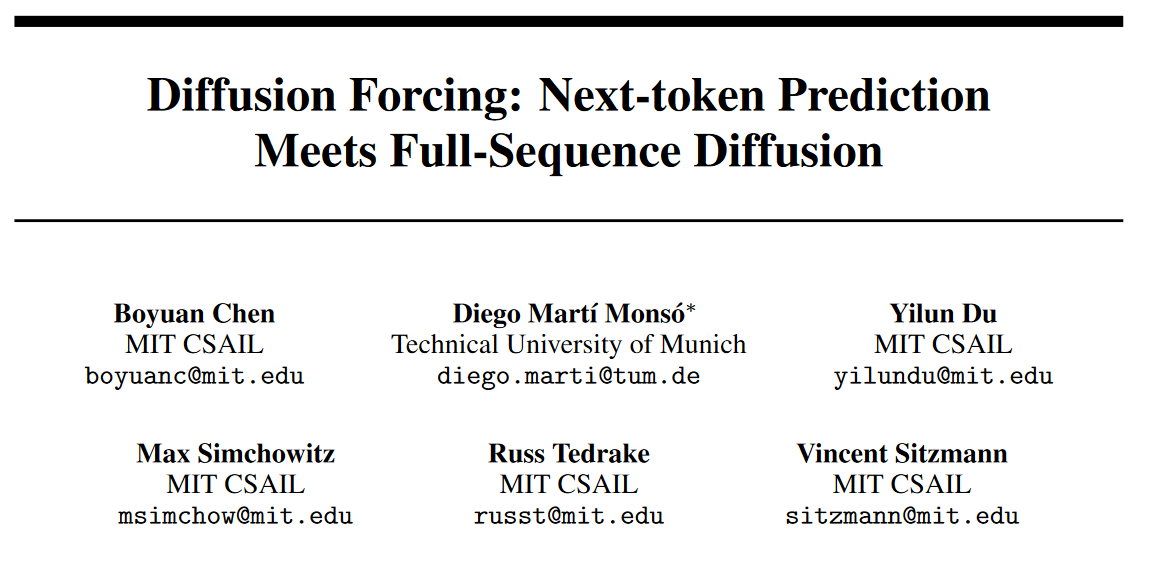 Diffusion Forcing: Next-token Prediction
Meets Full-Sequence Diffusion
Boyuan Chen
MIT CSAIL
boyuanc@mit.edu
Diego Martí Monsó*
Technical University of Munich
diego.marti@tum.de
Yilun Du
MIT CSAIL
yilundu@mit.edu
Max Simchowitz
MIT CSAIL
msimchow@mit.edu
Russ Tedrake
MIT CSAIL
russt@mit.edu
Vincent Sitzmann
MIT CSAIL
sitzmann@mit.edu